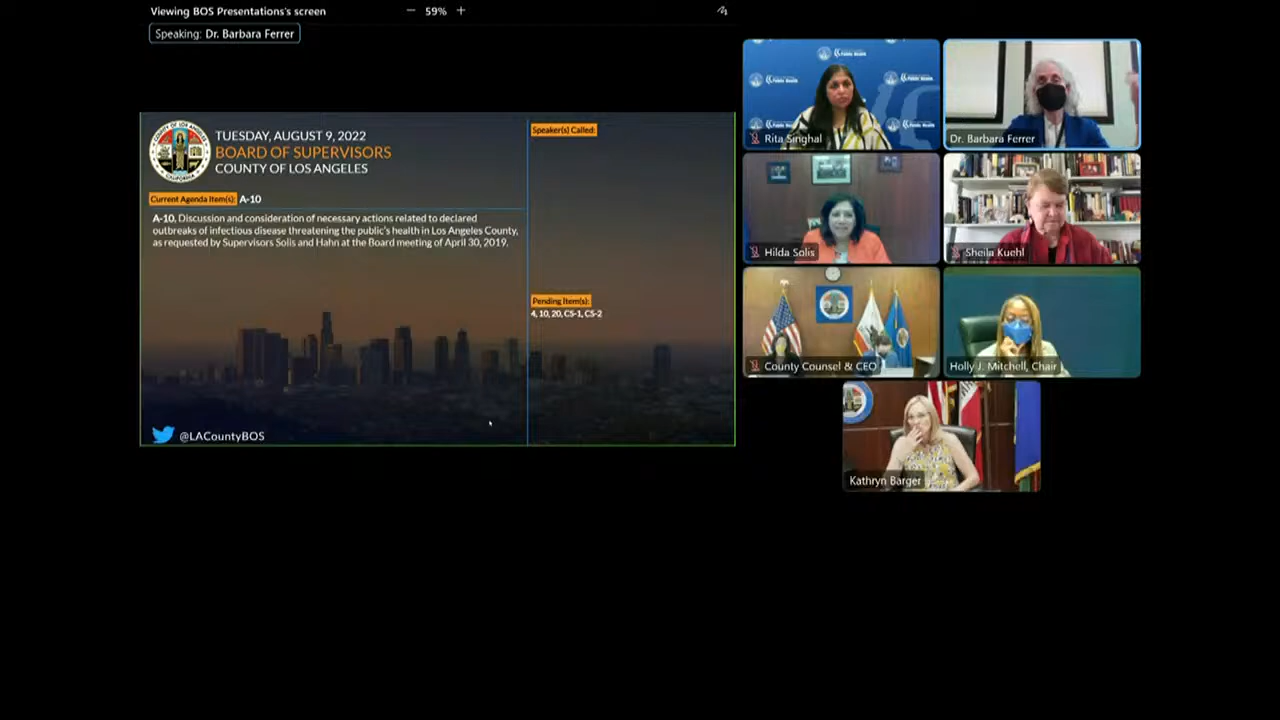 Viewing BOS Presentations's screen
59%
Speaking: Dr. Barbara Ferrer
TUESDAY, AUGUST 9, 2022
BOARD OF SUPERVISORS
COUNTY OF LOS ANGELES
Current Agenda Item(s): A-10
A-10, Discussion and consideration of necessary actions related to declared
outbreaks of infectious disease threatening the public's health in Los Angeles County,
as requested by Supervisors Solis and Hahn at the Board meeting of April 30, 2019.
@LACountyBOS
Speaker(s) Called:
Pending Item(s):
4, 10, 20, CS-1, CS-2
Rita Singhal
Dr. Barbara Ferrer
Hilda Solis
Sheila Kuehl
County Counsel & CEO
Holly J. Mitchell, Chair
Kathryn Barger